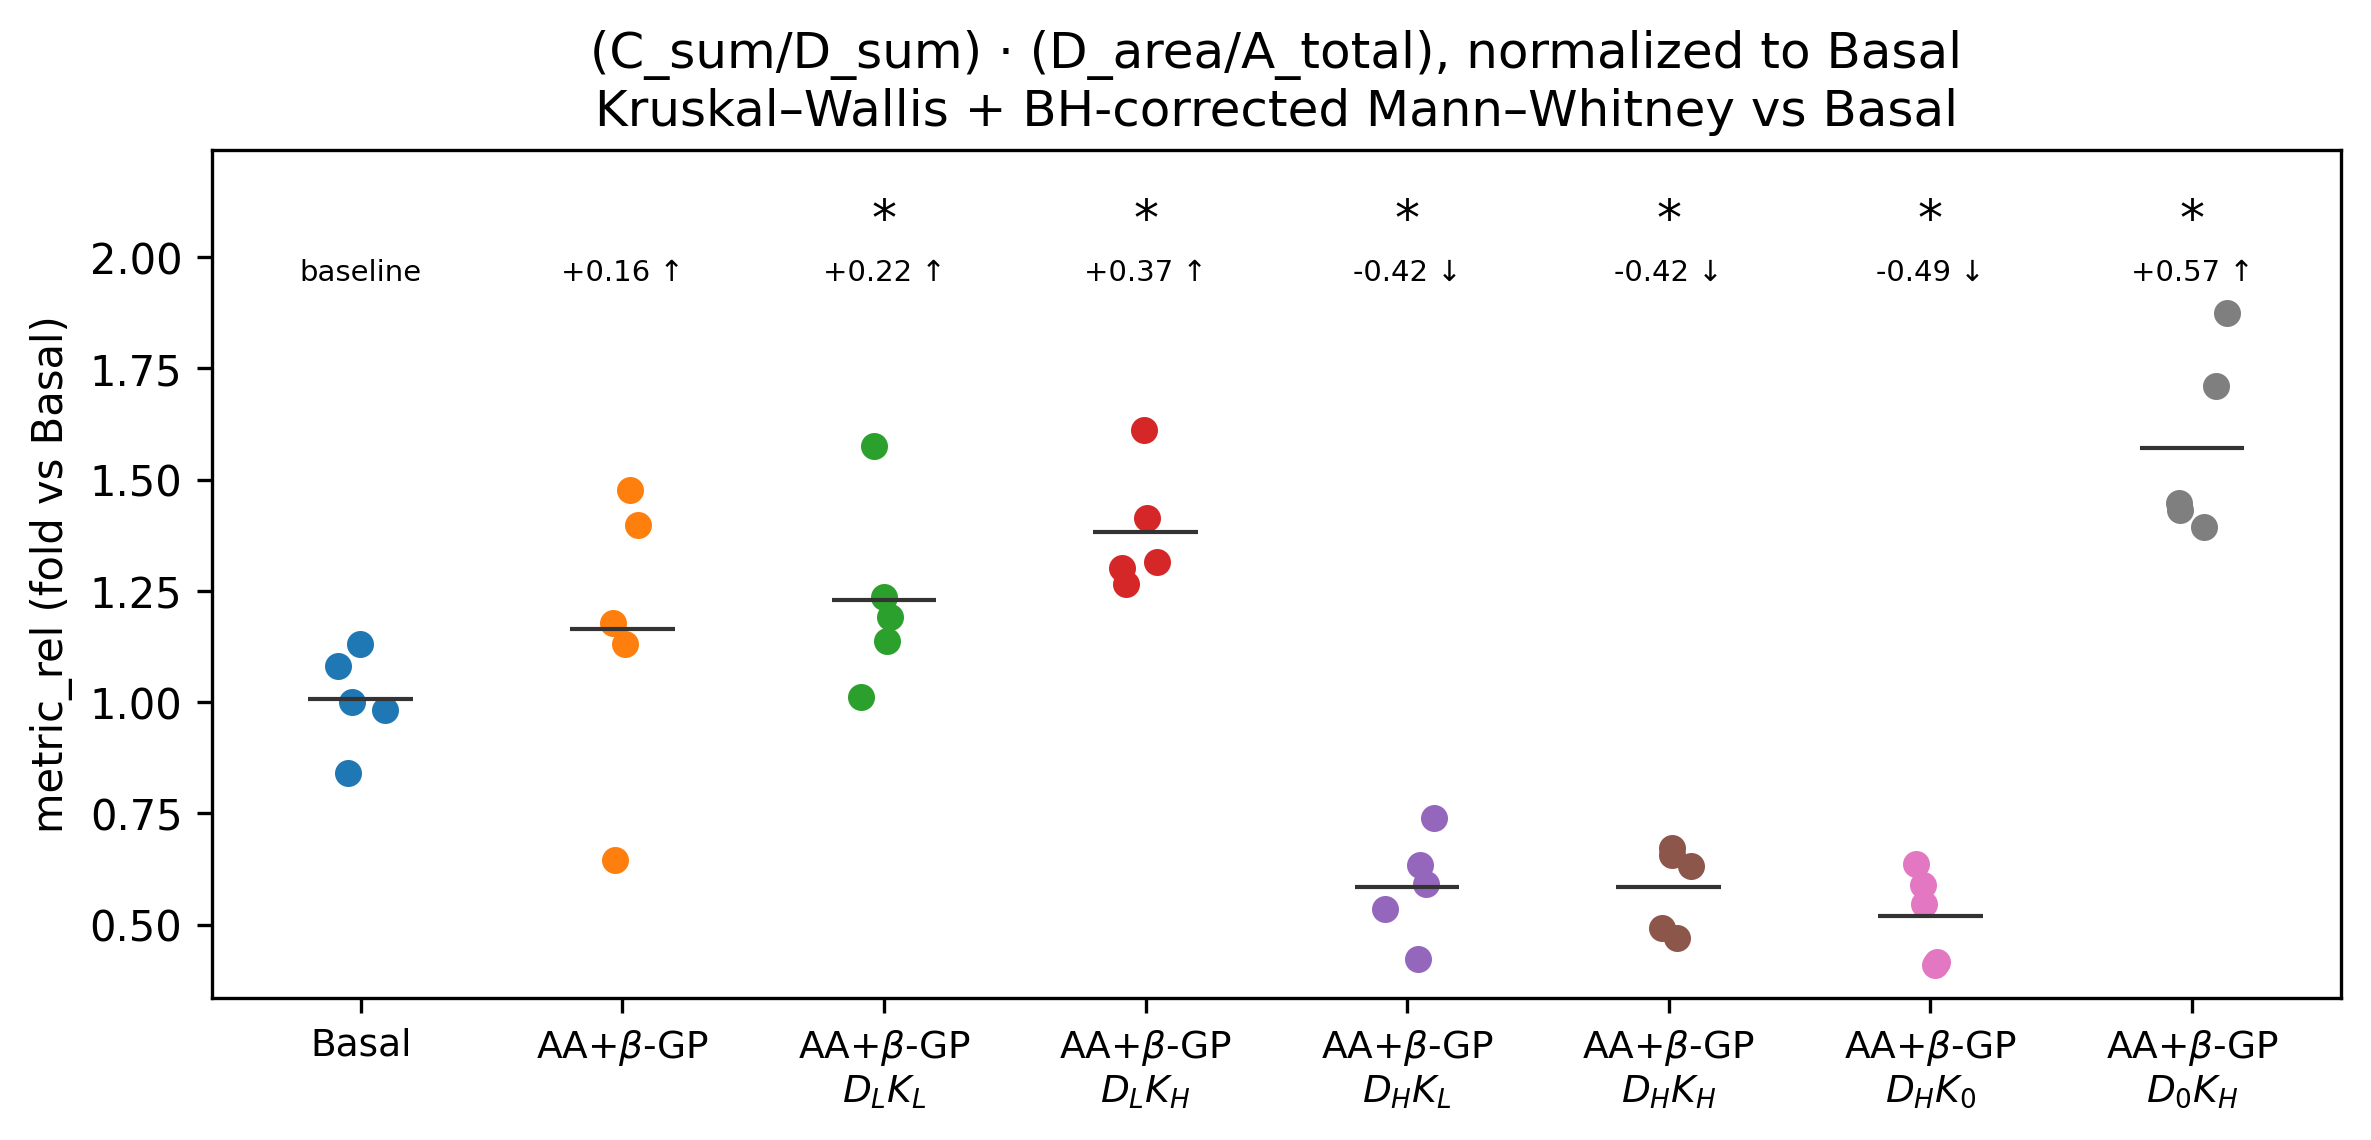 (C_sum/D_sum) · (D_area/A_total), normalized to Basal
Kruskal–Wallis + BH-corrected Mann–Whitney vs Basal
* * * * * *
baseline +0.16 ↑ +0.22 ↑ +0.37 ↑ -0.42 ↓ -0.42 ↓ -0.49 ↓ +0.57 ↑
metric_rel (fold vs Basal)
2.00
1.75
1.50
1.25
1.00
0.75
0.50
Basal AA+β-GP AA+β-GP AA+β-GP AA+β-GP AA+β-GP AA+β-GP AA+β-GP
D_LK_L D_LK_H D_HK_L D_HK_H D_HK_0 D_0K_H